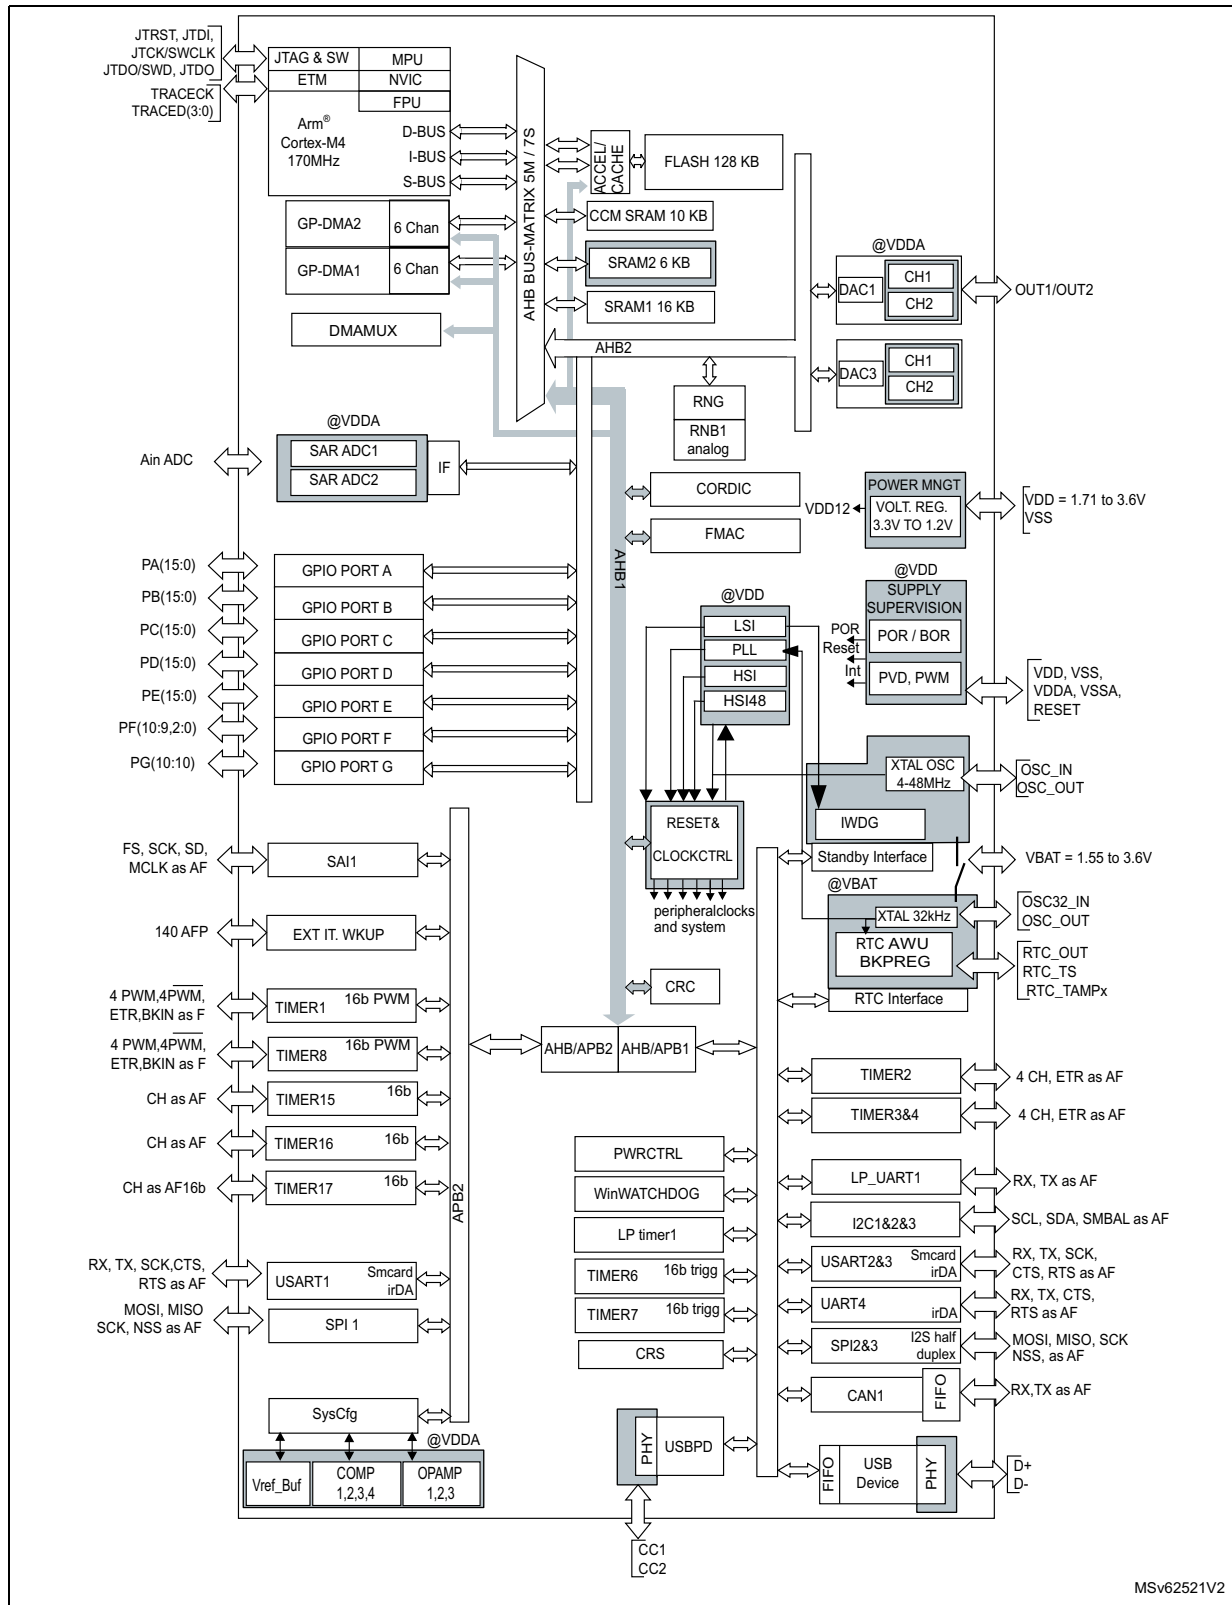 JTRST, JTDI,
JTCK/SWCLK
JTDO/SWD, JTDO
TRACECK
TRACED(3:0)
JTAG & SW
MPU
ETM
NVIC
FPU
Arm®
Cortex-M4
170MHz
D-BUS
I-BUS
S-BUS
GP-DMA2
6 Chan
GP-DMA1
6 Chan
DMAMUX
AHB BUS-MATRIX 5M / 7S
ACCEL/
CACHE
FLASH 128 KB
CCM SRAM 10 KB
SRAM2 6 KB
SRAM1 16 KB
AHB2
RNG
RNB1
analog
@VDDA
DAC1
CH1
CH2
OUT1/OUT2
DAC3
CH1
CH2
@VDDA
Ain ADC
SAR ADC1
SAR ADC2
IF
CORDIC
FMAC
AHB1
POWER MNGT
VDD12
VOLT. REG.
3.3V TO 1.2V
VDD = 1.71 to 3.6V
VSS
@VDD
SUPPLY
SUPERVISION
POR
Reset
Int
POR / BOR
PVD, PWM
VDD, VSS,
VDDA, VSSA,
RESET
@VDD
LSI
PLL
HSI
HSI48
PA(15:0)
GPIO PORT A
PB(15:0)
GPIO PORT B
PC(15:0)
GPIO PORT C
PD(15:0)
GPIO PORT D
PE(15:0)
GPIO PORT E
PF(10:9,2:0)
GPIO PORT F
PG(10:10)
GPIO PORT G
XTAL OSC
4-48MHz
OSC_IN
OSC_OUT
IWDG
RESET&
CLOCKCTRL
peripheralclocks
and system
Standby Interface
VBAT = 1.55 to 3.6V
@VBAT
XTAL 32kHz
OSC32_IN
OSC_OUT
RTC AWU
BKPREG
RTC_OUT
RTC_TS
RTC_TAMPx
RTC Interface
CRC
AHB/APB2
AHB/APB1
FS, SCK, SD,
MCLK as AF
SAI1
140 AFP
EXT IT. WKUP
4 PWM,4PWM,
ETR,BKIN as F
TIMER1
16b PWM
4 PWM,4PWM,
ETR,BKIN as F
TIMER8
16b PWM
CH as AF
TIMER15
16b
CH as AF
TIMER16
16b
CH as AF16b
TIMER17
16b
APB2
RX, TX, SCK,CTS,
RTS as AF
USART1
Smcard
irDA
MOSI, MISO
SCK, NSS as AF
SPI 1
SysCfg
@VDDA
Vref_Buf
COMP
1,2,3,4
OPAMP
1,2,3
PWRCTRL
WinWATCHDOG
LP timer1
TIMER6
16b trigg
TIMER7
16b trigg
CRS
PHY
USBPD
CC1
CC2
TIMER2
4 CH, ETR as AF
TIMER3&4
4 CH, ETR as AF
LP_UART1
RX, TX as AF
I2C1&2&3
SCL, SDA, SMBAL as AF
USART2&3
Smcard
irDA
RX, TX, SCK,
CTS, RTS as AF
UART4
irDA
RX, TX, CTS,
RTS as AF
SPI2&3
I2S half
duplex
MOSI, MISO, SCK
NSS, as AF
CAN1
FIFO
RX,TX as AF
FIFO
USB
Device
PHY
D+
D-
MSv62521V2